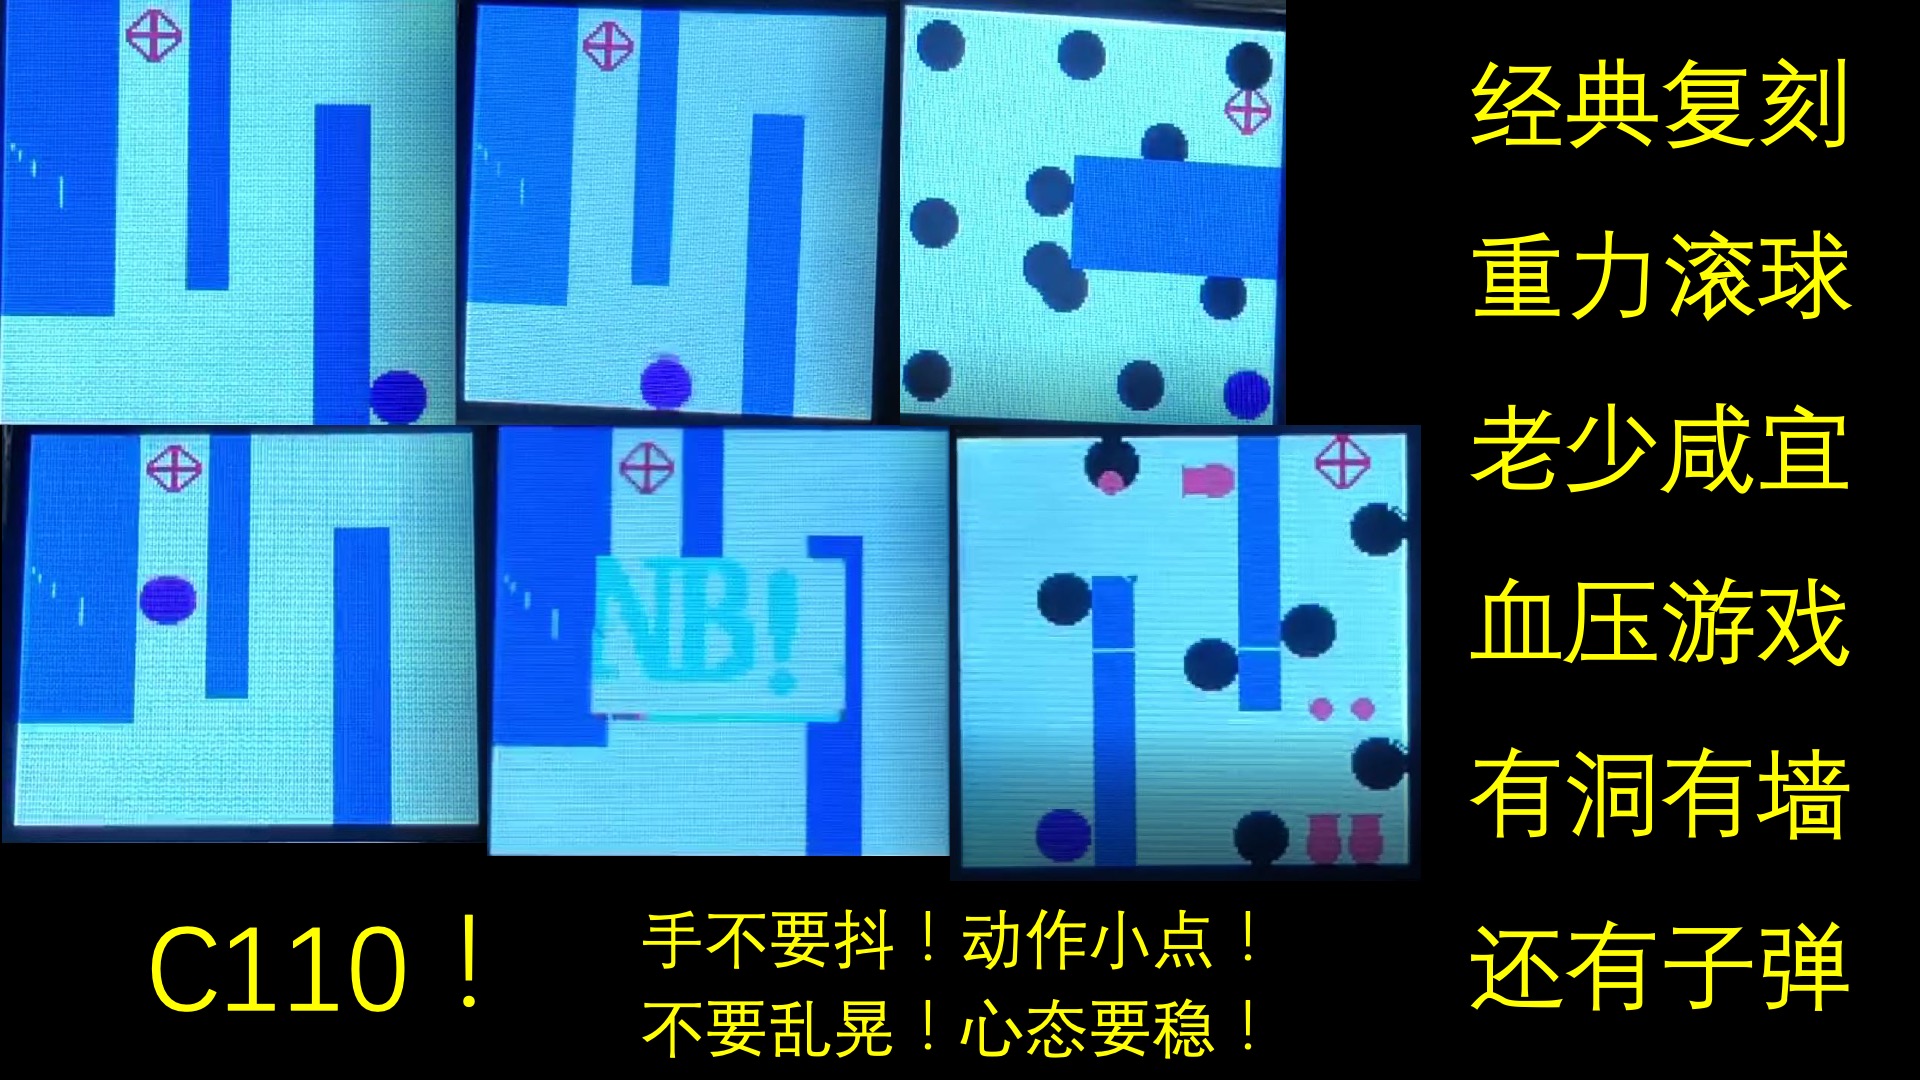 经典复刻
重力滚球
老少咸宜
血压游戏
有洞有墙
还有子弹
NB!
C110！
手不要抖！动作小点！
不要乱晃！心态要稳！